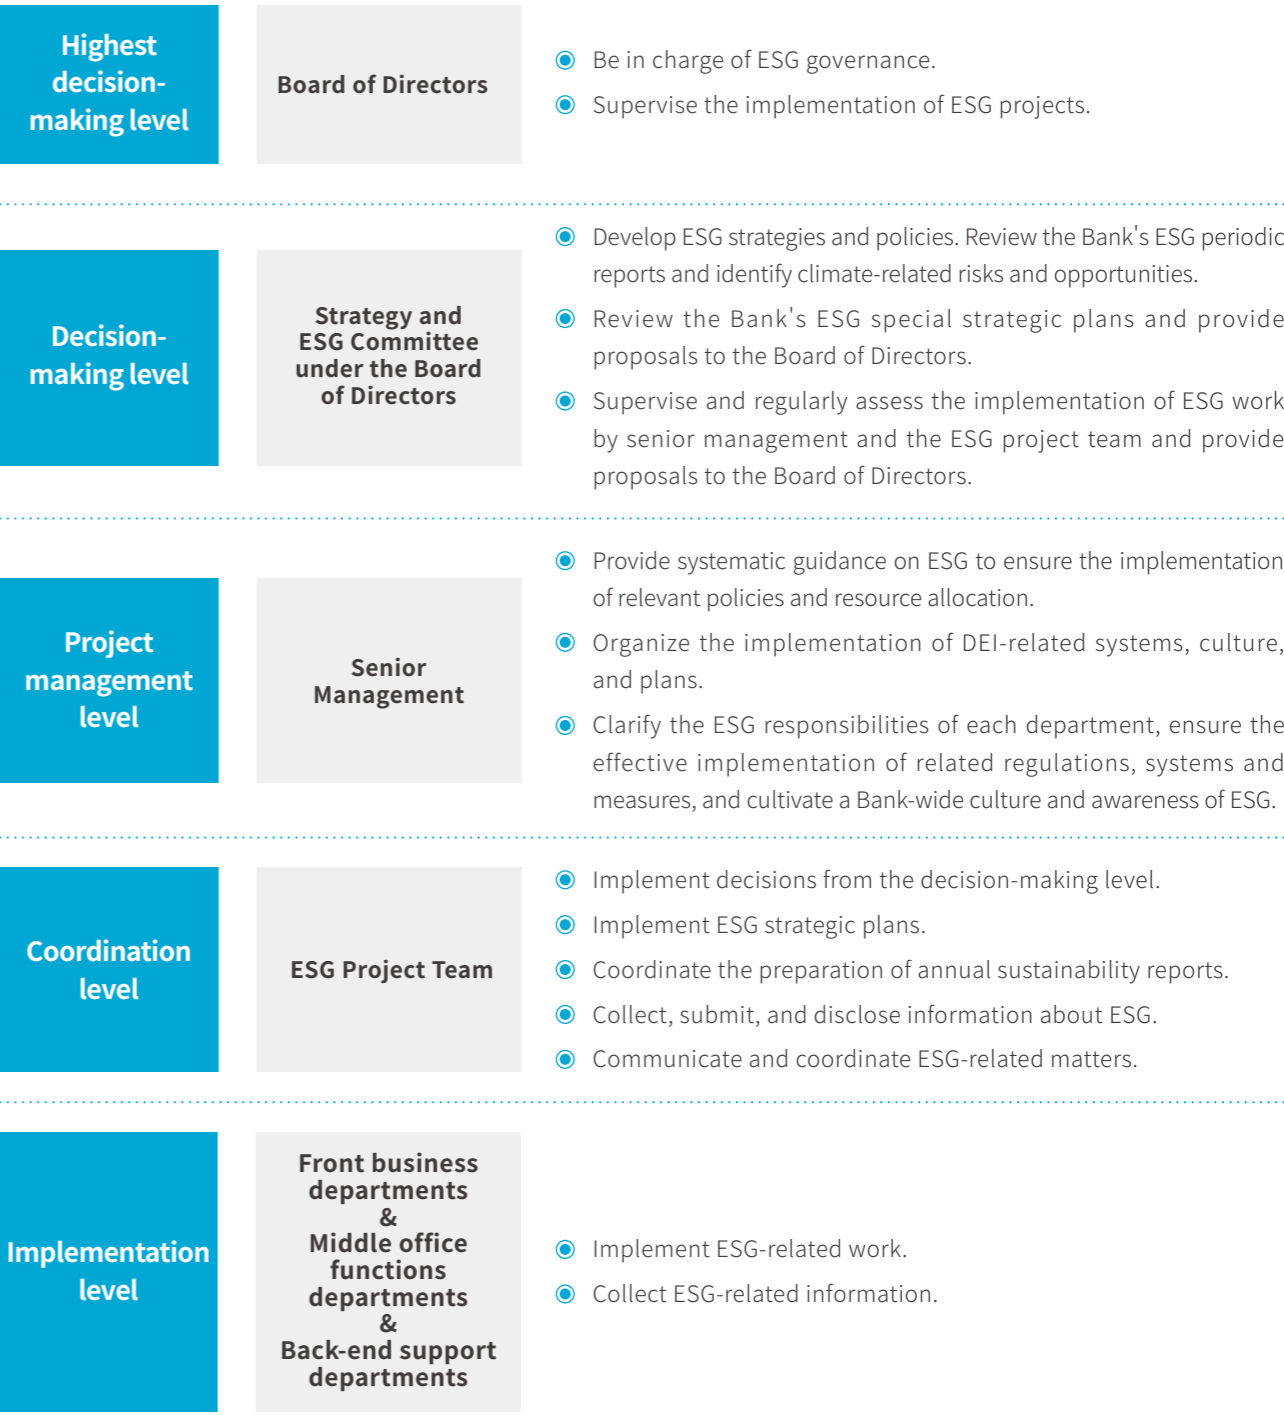 Highest
decision-
making level
Board of Directors
Be in charge of ESG governance.
Supervise the implementation of ESG projects.
Decision-
making level
Strategy and
ESG Committee
under the Board
of Directors
Develop ESG strategies and policies. Review the Bank's ESG periodic
reports and identify climate-related risks and opportunities.
Review the Bank's ESG special strategic plans and provide
proposals to the Board of Directors.
Supervise and regularly assess the implementation of ESG work
by senior management and the ESG project team and provide
proposals to the Board of Directors.
Project
management
level
Senior
Management
Provide systematic guidance on ESG to ensure the implementation
of relevant policies and resource allocation.
Organize the implementation of DEI-related systems, culture,
and plans.
Clarify the ESG responsibilities of each department, ensure the
effective implementation of related regulations, systems and
measures, and cultivate a Bank-wide culture and awareness of ESG.
Coordination
level
ESG Project Team
Implement decisions from the decision-making level.
Implement ESG strategic plans.
Coordinate the preparation of annual sustainability reports.
Collect, submit, and disclose information about ESG.
Communicate and coordinate ESG-related matters.
Implementation
level
Front business
departments
&
Middle office
functions
departments
&
Back-end support
departments
Implement ESG-related work.
Collect ESG-related information.